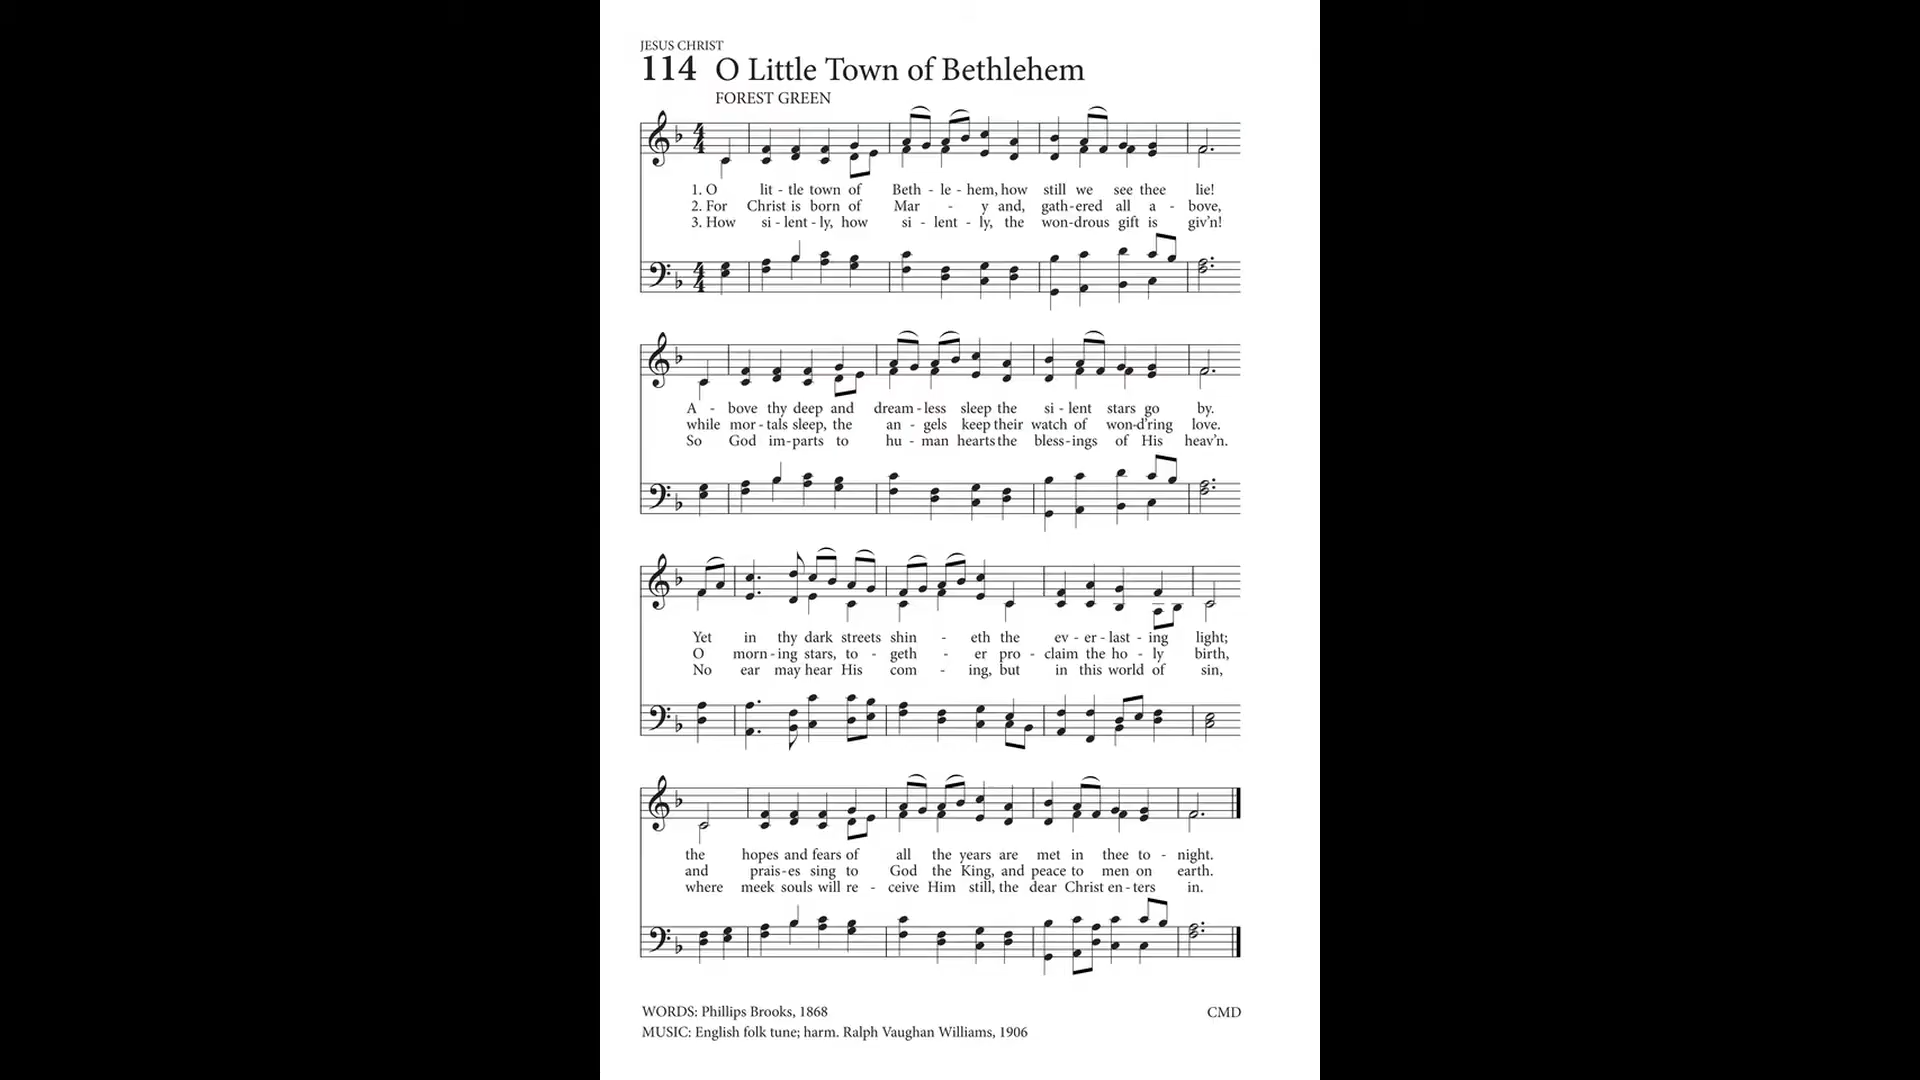 JESUS CHRIST
114 O Little Town of Bethlehem
FOREST GREEN
1. O lit - tle town of Beth - le - hem, how still we see thee lie!
2. For Christ is born of Mar - y and, gath - ered all a - bove,
3. How si - lent - ly, how si - lent - ly, the won - drous gift is giv'n!
A - bove thy deep and dream - less sleep the si - lent stars go by.
while mor - tals sleep, the an - gels keep their watch of won - d'ring love.
So God im - parts to hu - man hearts the bless - ings of His heav'n.
Yet in thy dark streets shin - eth the ev - er - last - ing light;
O morn - ing stars, to - geth - er pro - claim the ho - ly birth,
No ear may hear His com - ing, but in this world of sin,
the hopes and fears of all the years are met in thee to - night.
and prais - es sing to God the King, and peace to men on earth.
where meek souls will re - ceive Him still, the dear Christ en - ters in.
WORDS: Phillips Brooks, 1868 CMD
MUSIC: English folk tune; harm. Ralph Vaughan Williams, 1906